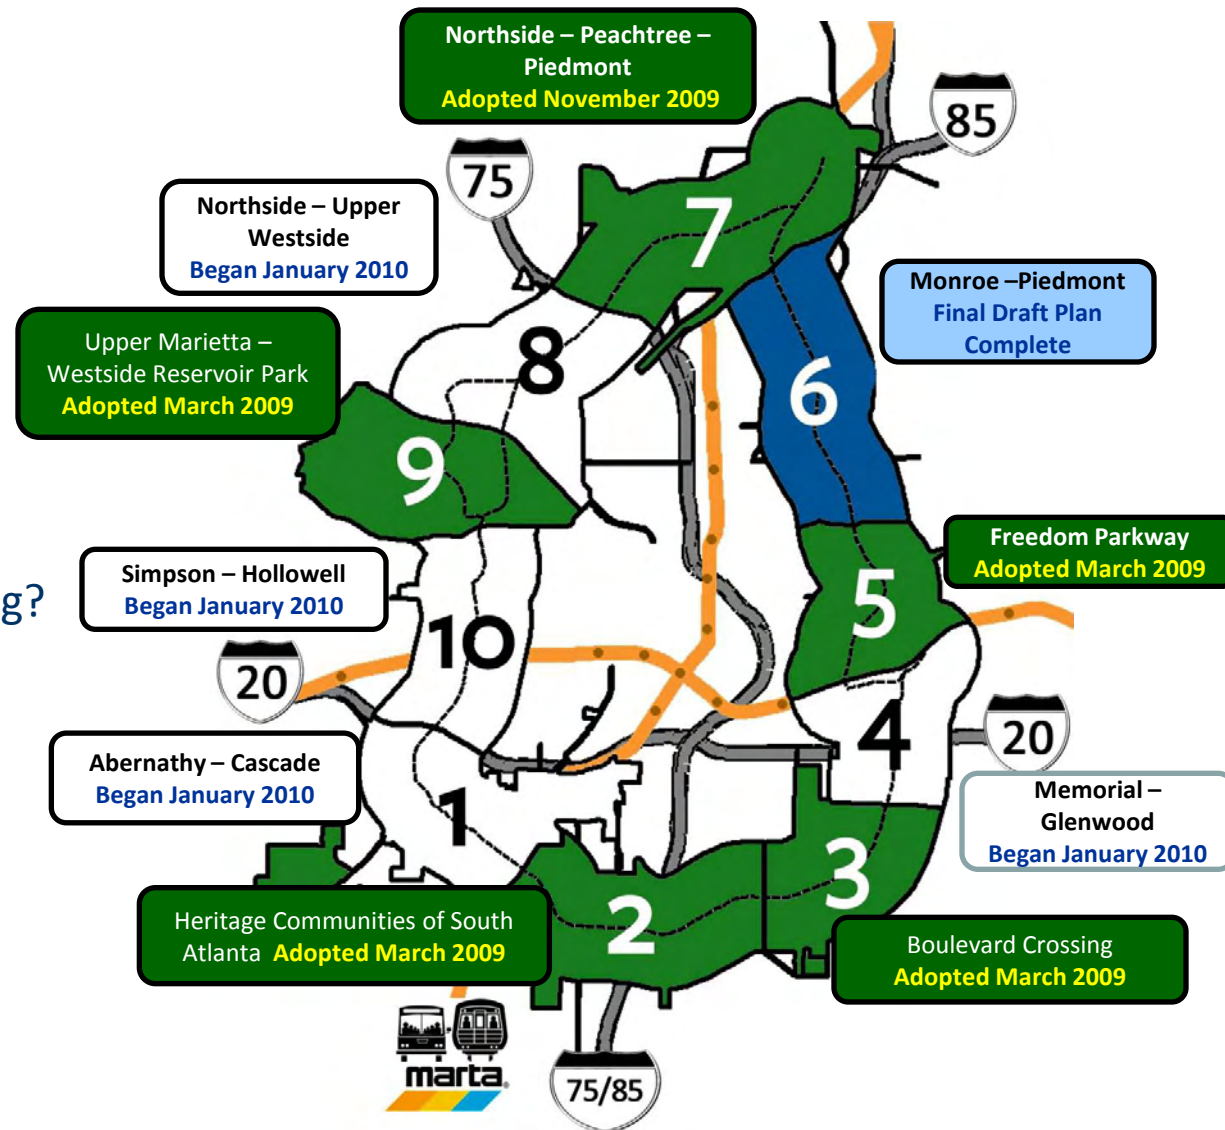 Northside – Peachtree –
Piedmont
Adopted November 2009
85
75
Northside – Upper
Westside
Began January 2010
7
Monroe –Piedmont
Final Draft Plan
Complete
Upper Marietta –
Westside Reservoir Park
Adopted March 2009
8
6
9
Freedom Parkway
Adopted March 2009
Simpson – Hollowell
Began January 2010
g?
5
10
20
4
20
Abernathy – Cascade
Began January 2010
Memorial –
Glenwood
Began January 2010
1
3
2
Heritage Communities of South
Atlanta Adopted March 2009
Boulevard Crossing
Adopted March 2009
marta
75/85